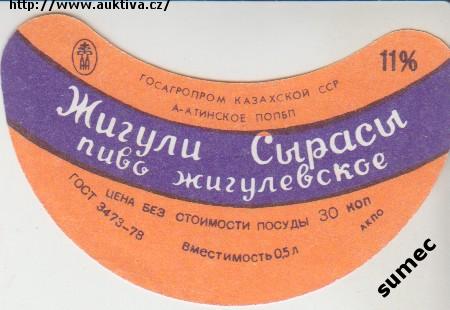 http://www.auktiva.cz/
11%
ГОСАГРОПРОМ КАЗАХСКОЙ ССР
А-АТИНСКОЕ ПОПБП
Жигули Сырасы
пиво жигулевское
ЦЕНА БЕЗ СТОИМОСТИ ПОСУДЫ 30 КОП
ГОСТ 3473-78
АКПО
вместимость 0,5 л
sumec